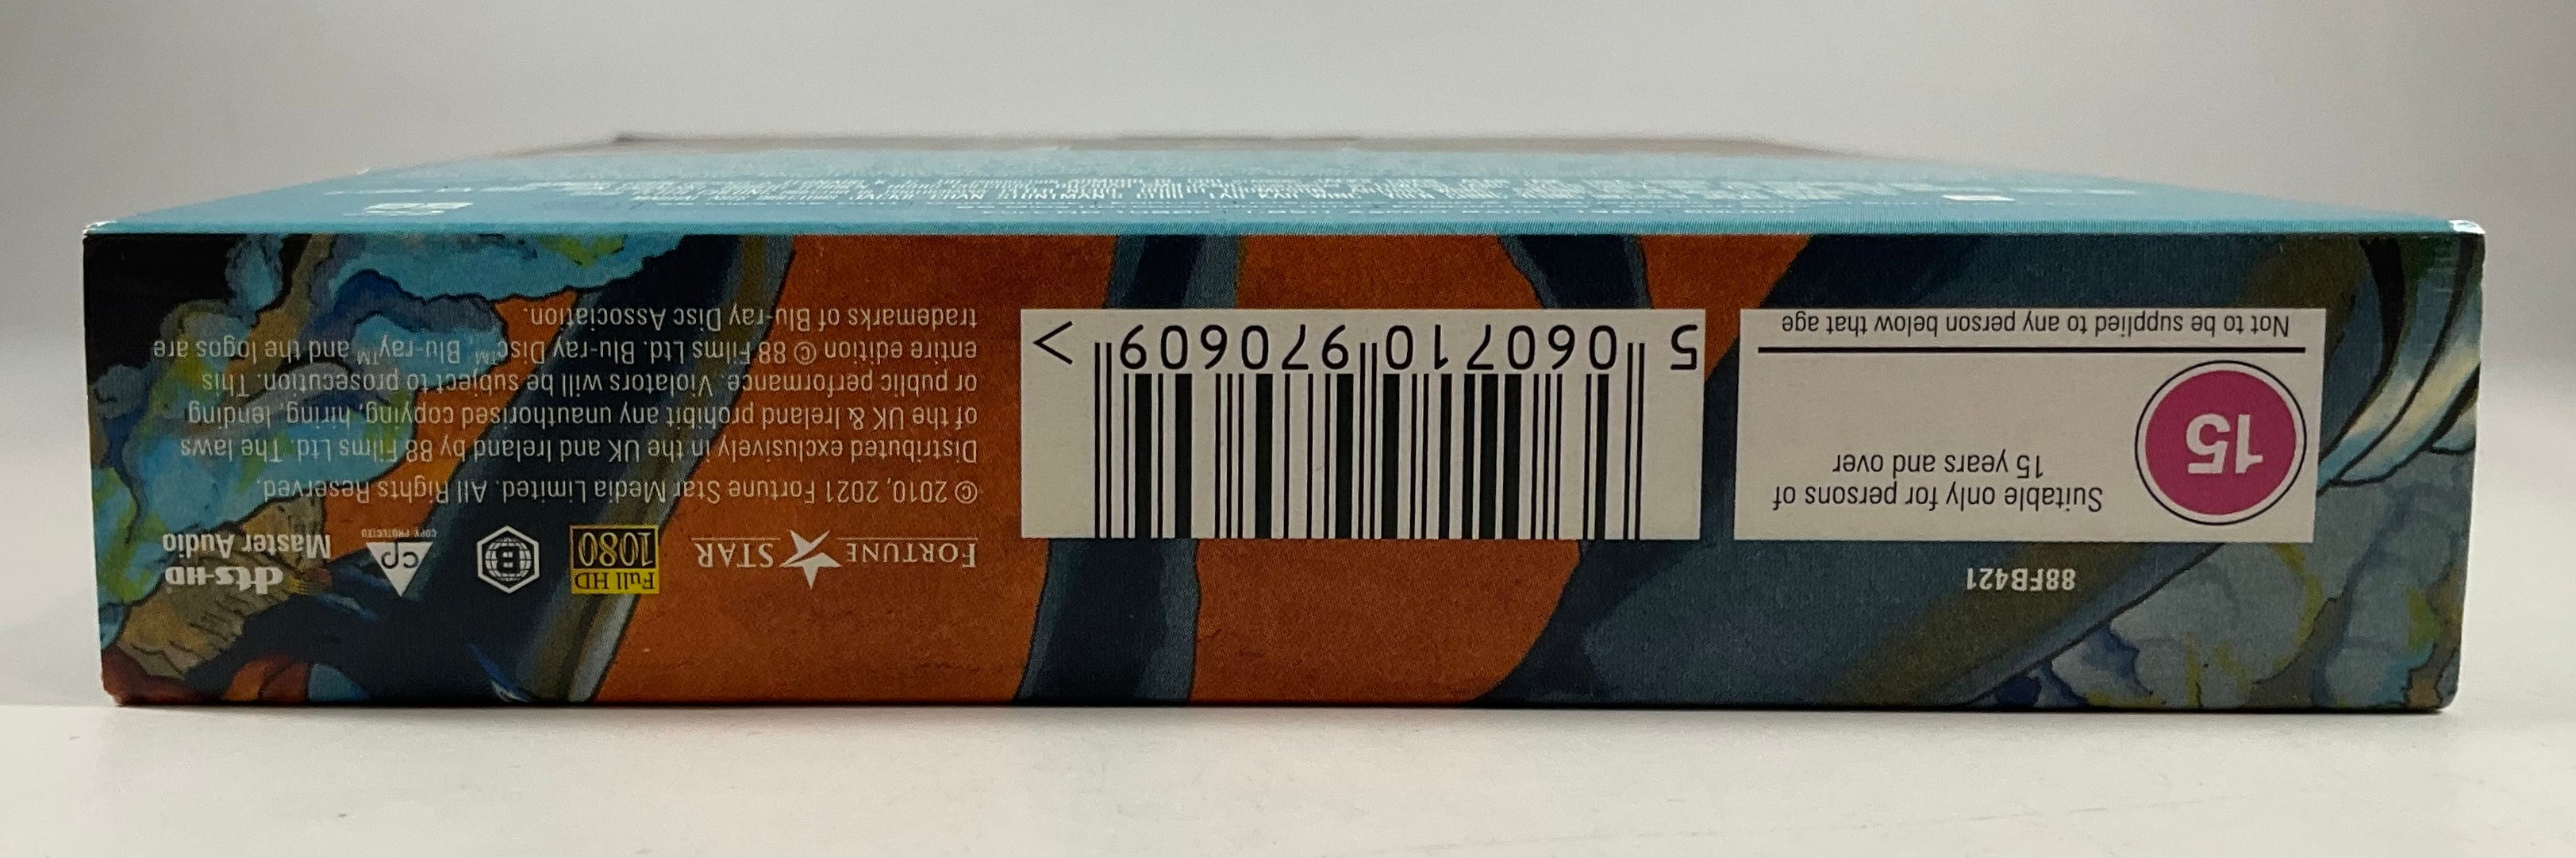 88FB421
15
Suitable only for persons of
15 years and over
Not to be supplied to any person below that age
5 060710 970609 >
FORTUNE STAR
Full HD
1080
B
CP
COPY PROTECTED
dts-HD
Master Audio
© 2010, 2021 Fortune Star Media Limited. All Rights Reserved.
Distributed exclusively in the UK and Ireland by 88 Films Ltd. The laws
of the UK & Ireland prohibit any unauthorised copying, hiring, lending
or public performance. Violators will be subject to prosecution. This
entire edition © 88 Films Ltd. Blu-ray Disc™, Blu-ray™ and the logos are
trademarks of Blu-ray Disc Association.